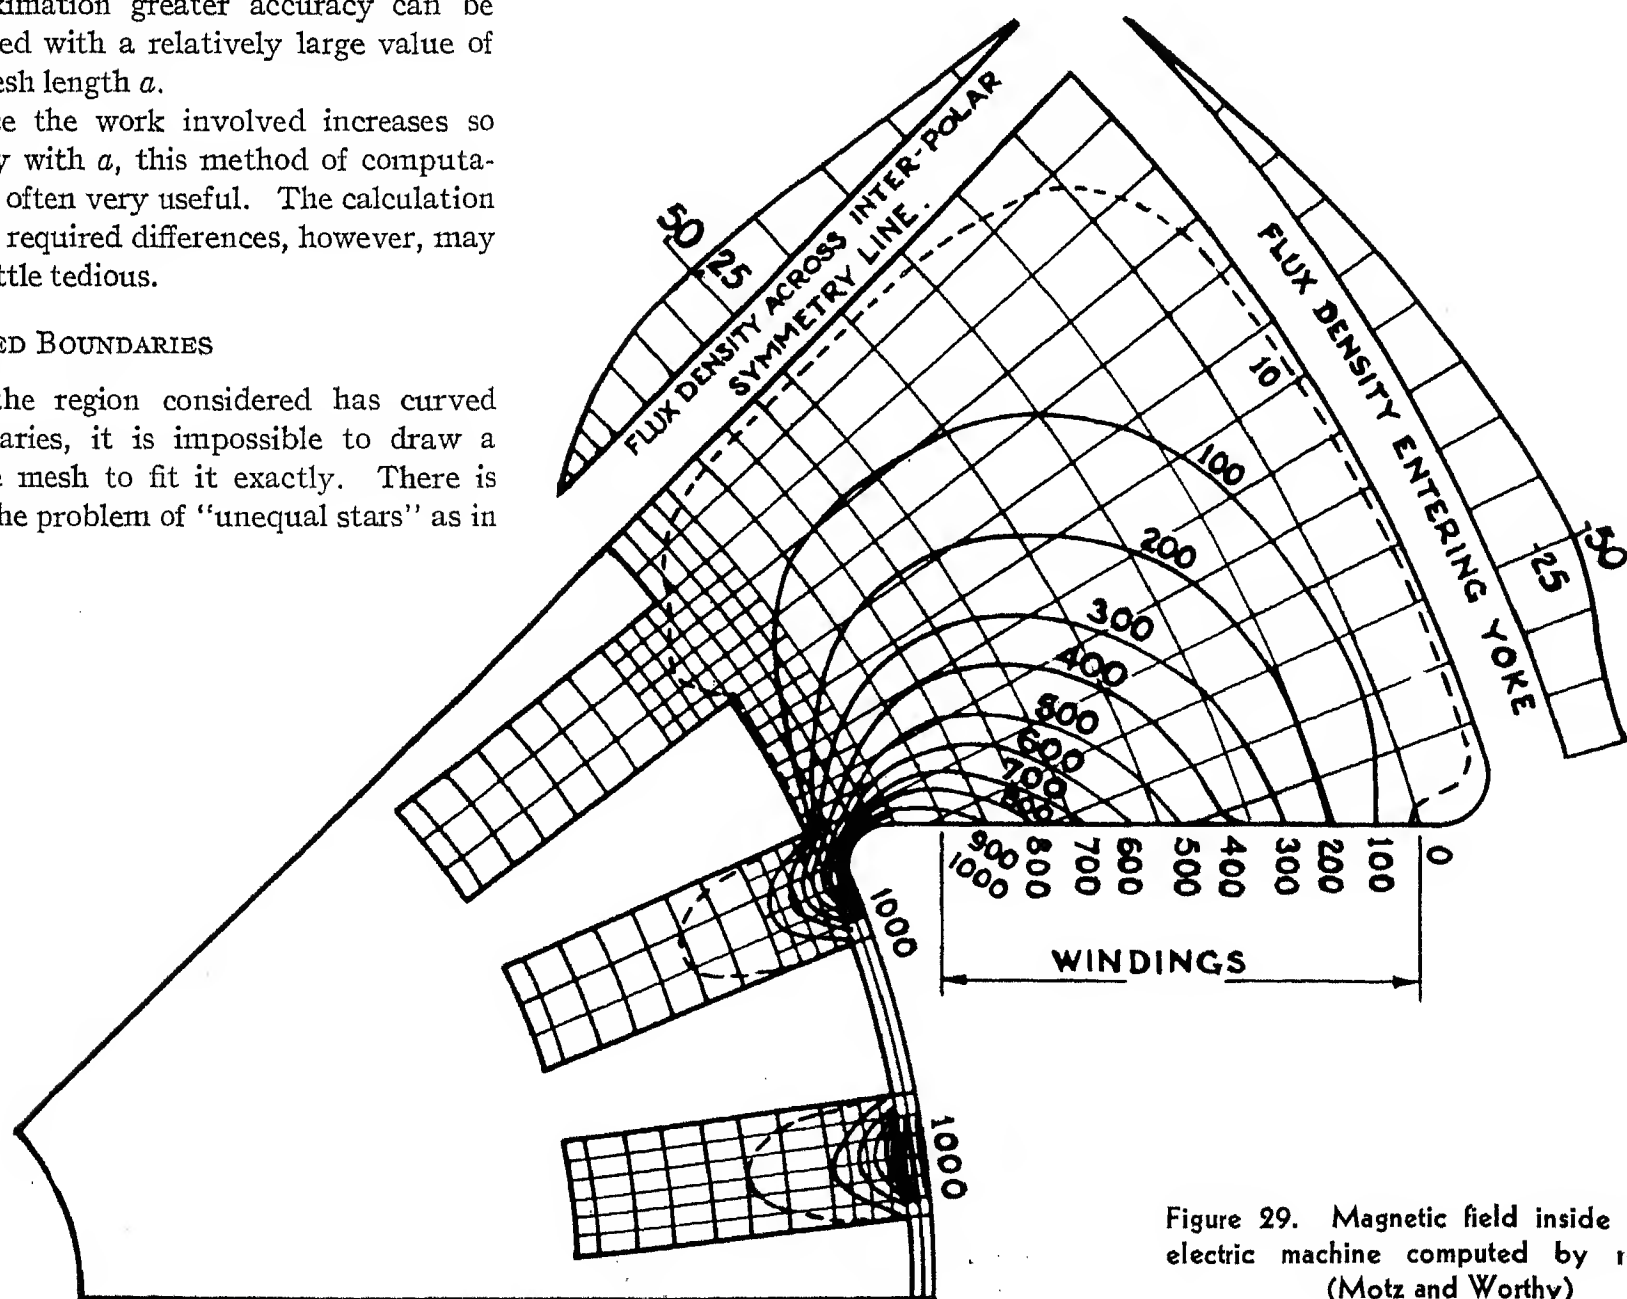 ximation greater accuracy can be
ed with a relatively large value of
esh length a.
e the work involved increases so
y with a, this method of computa-
often very useful. The calculation
required differences, however, may
ttle tedious.
ED BOUNDARIES
the region considered has curved
aries, it is impossible to draw a
e mesh to fit it exactly. There is
he problem of "unequal stars" as in
50
25
FLUX DENSITY ACROSS INTER-POLAR
SYMMETRY LINE.
FLUX DENSITY ENTERING YOKE
50
25
10
100
200
300
400
500
600
700
800
900
1000
800
700
600
500
400
300
200
100
0
1000
WINDINGS
1000
Figure 29. Magnetic field inside
electric machine computed by
(Motz and Worthy)